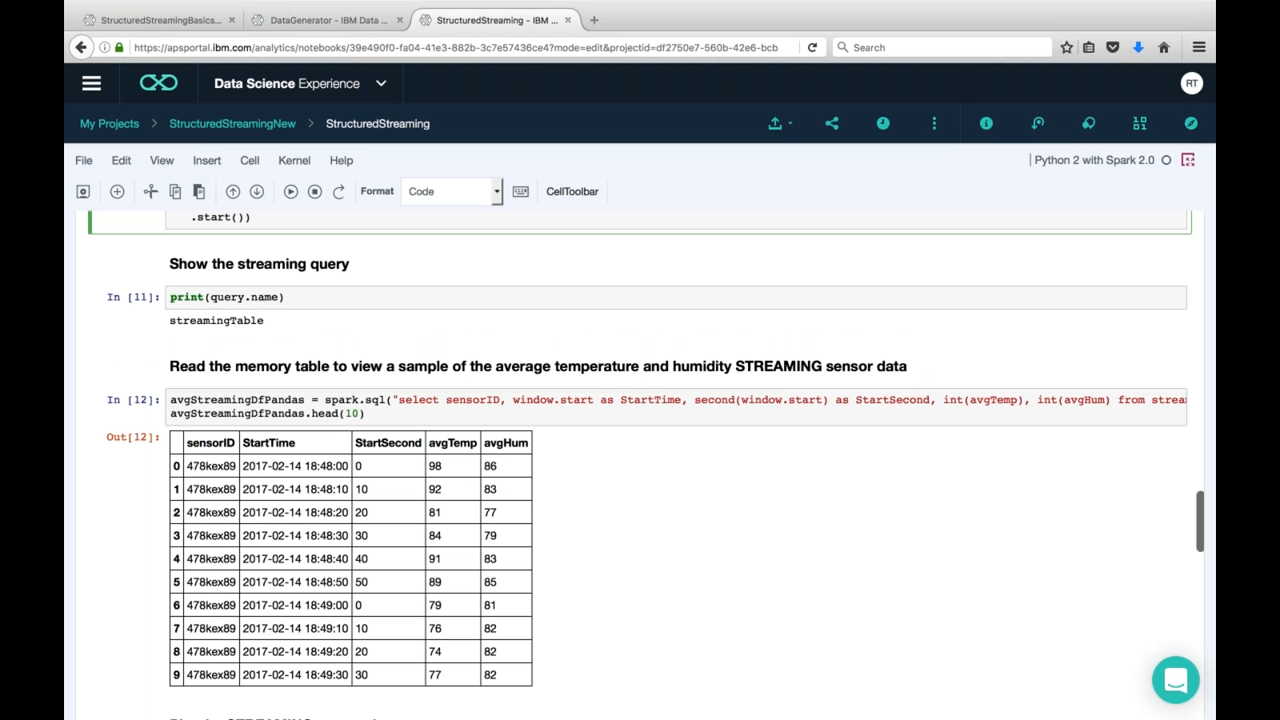 StructuredStreamingBasics... × DataGenerator - IBM Data ... × StructuredStreaming - IBM ... ×
https://apsportal.ibm.com/analytics/notebooks/39e490f0-fa04-41e3-882b-3c7e57436ce4?mode=edit&projectid=df2750e7-560b-42e6-bcb Search
Data Science Experience RT
My Projects > StructuredStreamingNew > StructuredStreaming
File Edit View Insert Cell Kernel Help Python 2 with Spark 2.0
Format Code CellToolbar
.start())
Show the streaming query
In [11]: print(query.name)
streamingTable
Read the memory table to view a sample of the average temperature and humidity STREAMING sensor data
In [12]: avgStreamingDfPandas = spark.sql("select sensorID, window.start as StartTime, second(window.start) as StartSecond, int(avgTemp), int(avgHum) from strea
avgStreamingDfPandas.head(10)
Out[12]:
sensorID StartTime StartSecond avgTemp avgHum
0 478kex89 2017-02-14 18:48:00 0 98 86
1 478kex89 2017-02-14 18:48:10 10 92 83
2 478kex89 2017-02-14 18:48:20 20 81 77
3 478kex89 2017-02-14 18:48:30 30 84 79
4 478kex89 2017-02-14 18:48:40 40 91 83
5 478kex89 2017-02-14 18:48:50 50 89 85
6 478kex89 2017-02-14 18:49:00 0 79 81
7 478kex89 2017-02-14 18:49:10 10 76 82
8 478kex89 2017-02-14 18:49:20 20 74 82
9 478kex89 2017-02-14 18:49:30 30 77 82